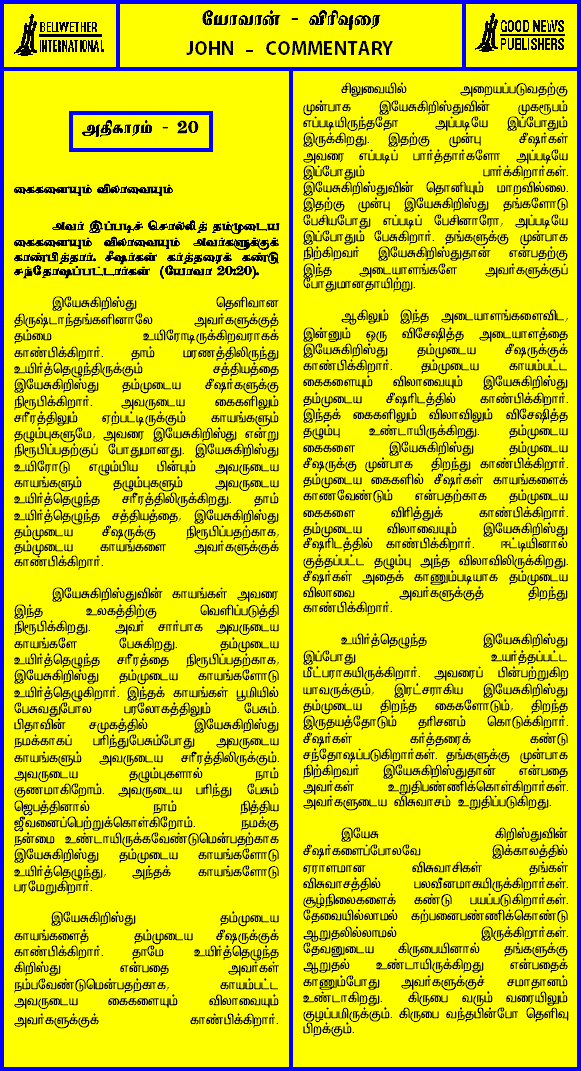 BELLWETHER
INTERNATIONAL
யோவான் - விரிவுரை
JOHN - COMMENTARY
GOOD NEWS
PUBLISHERS
அதிகாரம் - 20
கைகளையும் விலாவையும்
அவர் இப்படிச் சொல்லித் தம்முடைய
கைகளையும் விலாவையும் அவர்களுக்குக்
காண்பித்தார். சீஷர்கள் கர்த்தரைக் கண்டு
சந்தோஷப்பட்டார்கள் (யோவா 20:20).
இயேசுகிறிஸ்து தெளிவான
திருஷ்டாந்தங்களினாலே அவர்களுக்குத்
தம்மை உயிரோடிருக்கிறவராகக்
காண்பிக்கிறார். தாம் மரணத்திலிருந்து
உயிர்த்தெழுந்திருக்கும் சத்தியத்தை
இயேசுகிறிஸ்து தம்முடைய சீஷர்களுக்கு
நிரூபிக்கிறார். அவருடைய கைகளிலும்
சரீரத்திலும் ஏற்பட்டிருக்கும் காயங்களும்
தழும்புகளுமே, அவரை இயேசுகிறிஸ்து என்று
நிரூபிப்பதற்குப் போதுமானது. இயேசுகிறிஸ்து
உயிரோடு எழும்பிய பின்பும் அவருடைய
காயங்களும் தழும்புகளும் அவருடைய
உயிர்த்தெழுந்த சரீரத்திலிருக்கிறது. தாம்
உயிர்த்தெழுந்த சத்தியத்தை, இயேசுகிறிஸ்து
தம்முடைய சீஷருக்கு நிரூபிப்பதற்காக,
தம்முடைய காயங்களை அவர்களுக்குக்
காண்பிக்கிறார்.
இயேசுகிறிஸ்துவின் காயங்கள் அவரை
இந்த உலகத்திற்கு வெளிப்படுத்தி
நிரூபிக்கிறது. அவர் சார்பாக அவருடைய
காயங்களே பேசுகிறது. தம்முடைய
உயிர்த்தெழுந்த சரீரத்தை நிரூபிப்பதற்காக,
இயேசுகிறிஸ்து தம்முடைய காயங்களோடு
உயிர்த்தெழுகிறார். இந்தக் காயங்கள் பூமியில்
பேசுவதுபோல பரலோகத்திலும் பேசும்.
பிதாவின் சமுகத்தில் இயேசுகிறிஸ்து
நமக்காகப் பரிந்துபேசும்போது அவருடைய
காயங்களும் அவருடைய சரீரத்திலிருக்கும்.
அவருடைய தழும்புகளால் நாம்
குணமாகிறோம். அவருடைய பரிந்து பேசும்
ஜெபத்தினால் நாம் நித்திய
ஜீவனைப்பெற்றுக்கொள்கிறோம். நமக்கு
நன்மை உண்டாயிருக்கவேண்டுமென்பதற்காக
இயேசுகிறிஸ்து தம்முடைய காயங்களோடு
உயிர்த்தெழுந்து, அந்தக் காயங்களோடு
பரமேறுகிறார்.
இயேசுகிறிஸ்து தம்முடைய
காயங்களைத் தம்முடைய சீஷருக்குக்
காண்பிக்கிறார். தாமே உயிர்த்தெழுந்த
கிறிஸ்து என்பதை அவர்கள்
நம்பவேண்டுமென்பதற்காக, காயம்பட்ட
அவருடைய கைகளையும் விலாவையும்
அவர்களுக்குக் காண்பிக்கிறார்.
சிலுவையில் அறையப்படுவதற்கு
முன்பாக இயேசுகிறிஸ்துவின் முகரூபம்
எப்படியிருந்ததோ அப்படியே இப்போதும்
இருக்கிறது. இதற்கு முன்பு சீஷர்கள்
அவரை எப்படிப் பார்த்தார்களோ அப்படியே
இப்போதும் பார்க்கிறார்கள்.
இயேசுகிறிஸ்துவின் தொனியும் மாறவில்லை.
இதற்கு முன்பு இயேசுகிறிஸ்து தங்களோடு
பேசியபோது எப்படிப் பேசினாரோ, அப்படியே
இப்போதும் பேசுகிறார். தங்களுக்கு முன்பாக
நிற்கிறவர் இயேசுகிறிஸ்துதான் என்பதற்கு
இந்த அடையாளங்களே அவர்களுக்குப்
போதுமானதாயிற்று.
ஆகிலும் இந்த அடையாளங்களைவிட,
இன்னும் ஒரு விசேஷித்த அடையாளத்தை
இயேசுகிறிஸ்து தம்முடைய சீஷருக்குக்
காண்பிக்கிறார். தம்முடைய காயம்பட்ட
கைகளையும் விலாவையும் இயேசுகிறிஸ்து
தம்முடைய சீஷரிடத்தில் காண்பிக்கிறார்.
இந்தக் கைகளிலும் விலாவிலும் விசேஷித்த
தழும்பு உண்டாயிருக்கிறது. தம்முடைய
கைகளை இயேசுகிறிஸ்து தம்முடைய
சீஷருக்கு முன்பாக திறந்து காண்பிக்கிறார்.
தம்முடைய கைகளில் சீஷர்கள் காயங்களைக்
காணவேண்டும் என்பதற்காக தம்முடைய
கைகளை விரித்துக் காண்பிக்கிறார்.
தம்முடைய விலாவையும் இயேசுகிறிஸ்து
சீஷரிடத்தில் காண்பிக்கிறார். ஈட்டியினால்
குத்தப்பட்ட தழும்பு அந்த விலாவிலிருக்கிறது.
சீஷர்கள் அதைக் காணும்படியாக தம்முடைய
விலாவை அவர்களுக்குத் திறந்து
காண்பிக்கிறார்.
உயிர்த்தெழுந்த இயேசுகிறிஸ்து
இப்போது உயர்த்தப்பட்ட
மீட்பராகயிருக்கிறார். அவரைப் பின்பற்றுகிற
யாவருக்கும், இரட்சராகிய இயேசுகிறிஸ்து
தம்முடைய திறந்த கைகளோடும், திறந்த
இருதயத்தோடும் தரிசனம் கொடுக்கிறார்.
சீஷர்கள் கர்த்தரைக் கண்டு
சந்தோஷப்படுகிறார்கள். தங்களுக்கு முன்பாக
நிற்கிறவர் இயேசுகிறிஸ்துதான் என்பதை
அவர்கள் உறுதிபண்ணிக்கொள்கிறார்கள்.
அவர்களுடைய விசுவாசம் உறுதிப்படுகிறது.
இயேசு கிறிஸ்துவின்
சீஷர்களைப்போலவே இக்காலத்தில்
ஏராளமான விசுவாசிகள் தங்கள்
விசுவாசத்தில் பலவீனமாகயிருக்கிறார்கள்.
சூழ்நிலைகளைக் கண்டு பயப்படுகிறார்கள்.
தேவையில்லாமல் கற்பனைபண்ணிக்கொண்டு
ஆறுதலில்லாமல் இருக்கிறார்கள்.
தேவனுடைய கிருபையினால் தங்களுக்கு
ஆறுதல் உண்டாயிருக்கிறது என்பதைக்
காணும்போது அவர்களுக்குச் சமாதானம்
உண்டாகிறது. கிருபை வரும் வரையிலும்
குழப்பமிருக்கும். கிருபை வந்தபின்போ தெளிவு
பிறக்கும்.